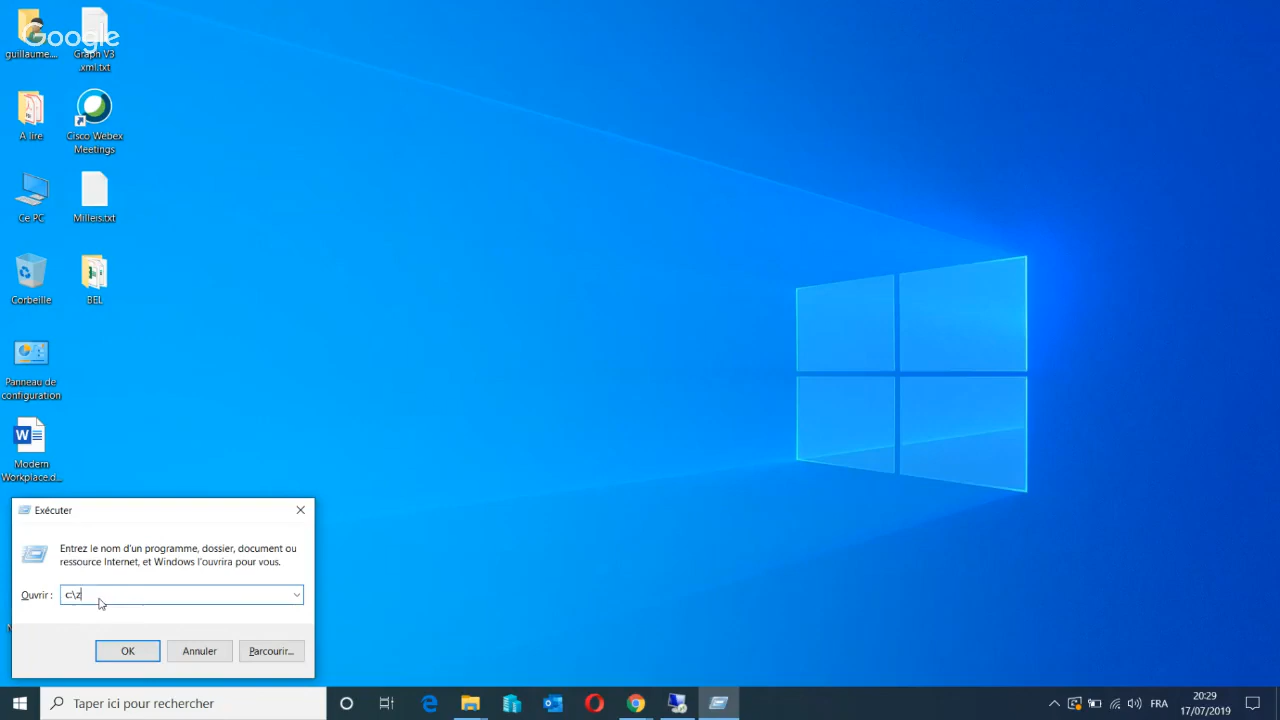 Google
guillaume....
Graph V3
.xml.txt
A lire
Cisco Webex
Meetings
Ce PC
Milleis.txt
Corbeille
BEL
Panneau de
configuration
Modern
Workplace.d...
Exécuter
Entrez le nom d'un programme, dossier, document ou
ressource Internet, et Windows l'ouvrira pour vous.
Ouvrir :
c:\z
OK
Annuler
Parcourir...
Taper ici pour rechercher
FRA
20:29
17/07/2019